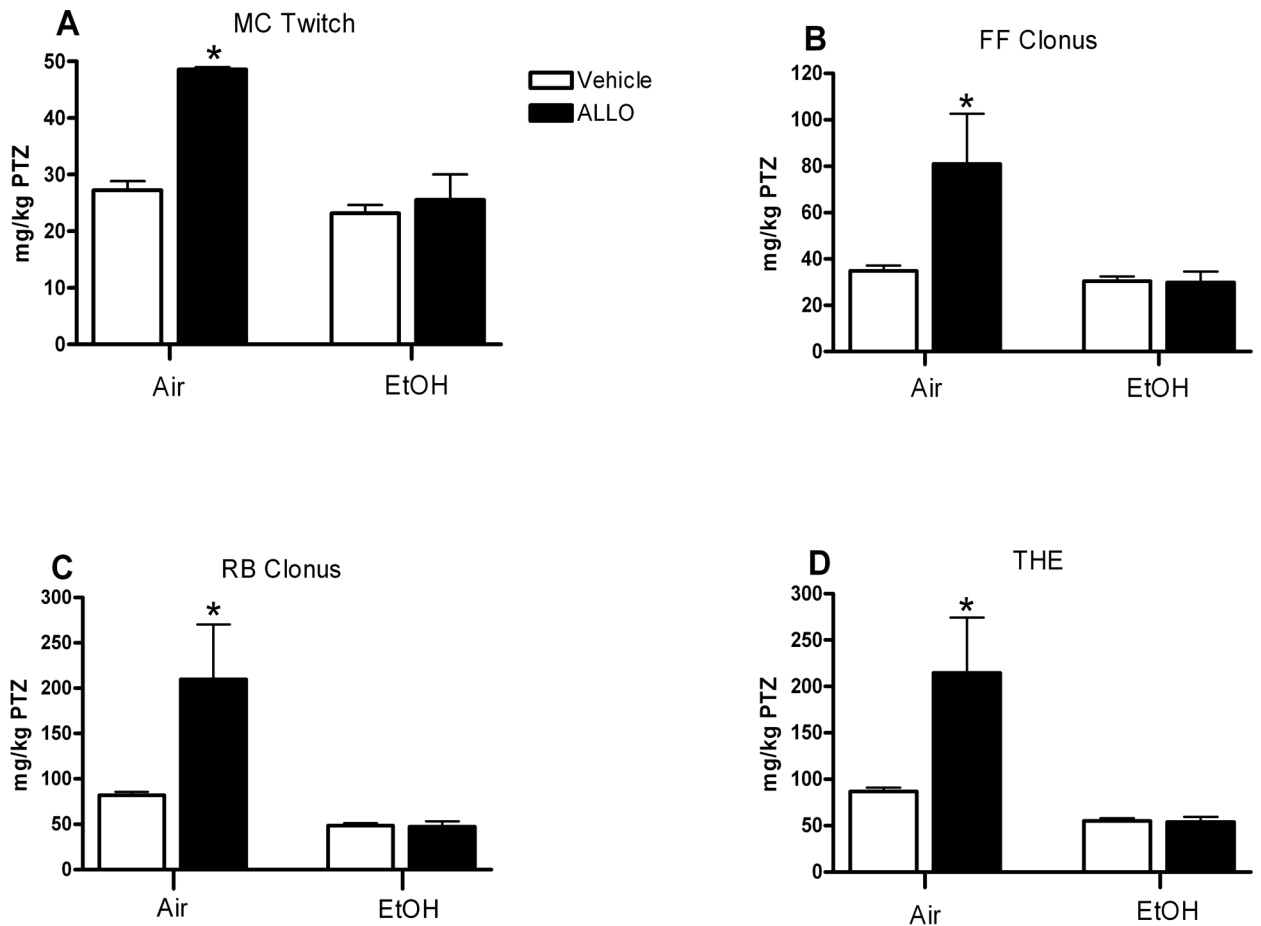 A
MC Twitch
*
mg/kg PTZ
50
40
30
20
10
0
Air
EtOH
Vehicle
ALLO
B
FF Clonus
*
mg/kg PTZ
120
100
80
60
40
20
0
Air
EtOH
C
RB Clonus
*
mg/kg PTZ
300
250
200
150
100
50
0
Air
EtOH
D
THE
*
mg/kg PTZ
300
250
200
150
100
50
0
Air
EtOH